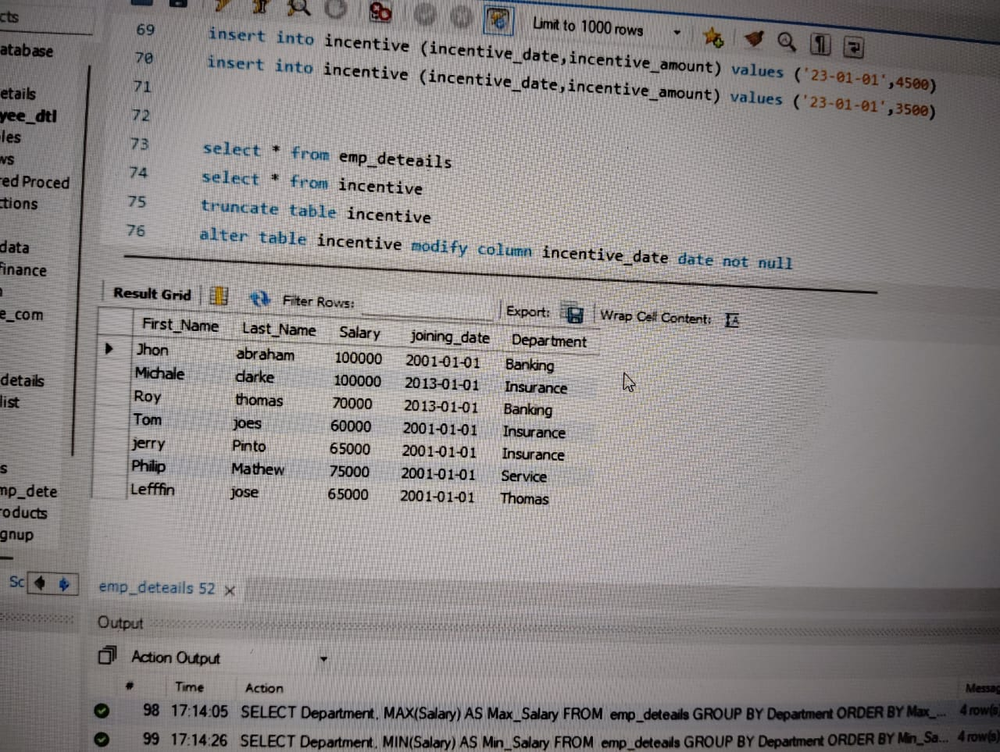 cts
atabase
etails
yee_dtl
les
ws
red Proced
ctions
data
finance
e_com
details
list
s
mp_dete
roducts
gnup
Sc
Limit to 1000 rows
69 insert into incentive (incentive_date,incentive_amount) values ('23-01-01',4500)
70 insert into incentive (incentive_date,incentive_amount) values ('23-01-01',3500)
71
72
73 select * from emp_deteails
74 select * from incentive
75 truncate table incentive
76 alter table incentive modify column incentive_date date not null
Result Grid Filter Rows: Export: Wrap Cell Content: IA
First_Name Last_Name Salary joining_date Department
Jhon abraham 100000 2001-01-01 Banking
Michale clarke 100000 2013-01-01 Insurance
Roy thomas 70000 2013-01-01 Banking
Tom joes 60000 2001-01-01 Insurance
jerry Pinto 65000 2001-01-01 Insurance
Philip Mathew 75000 2001-01-01 Service
Lefffin jose 65000 2001-01-01 Thomas
emp_deteails 52
Output
Action Output
# Time Action Messag
98 17:14:05 SELECT Department, MAX(Salary) AS Max_Salary FROM emp_deteails GROUP BY Department ORDER BY Max_... 4 row(s)
99 17:14:26 SELECT Department, MIN(Salary) AS Min_Salary FROM emp_deteails GROUP BY Department ORDER BY Min_Sa... 4 row(s)